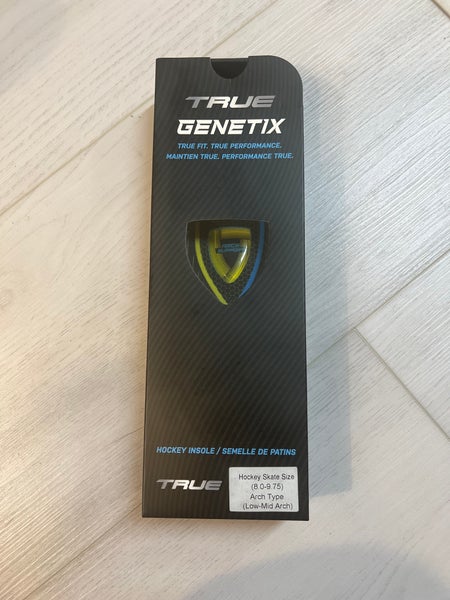 TRUE
GENETIX
TRUE FIT. TRUE PERFORMANCE.
MAINTIEN TRUE. PERFORMANCE TRUE.
HOCKEY INSOLE / SEMELLE DE PATINS
TRUE
Hockey Skate Size
(8.0-9.75)
Arch Type
(Low-Mid Arch)